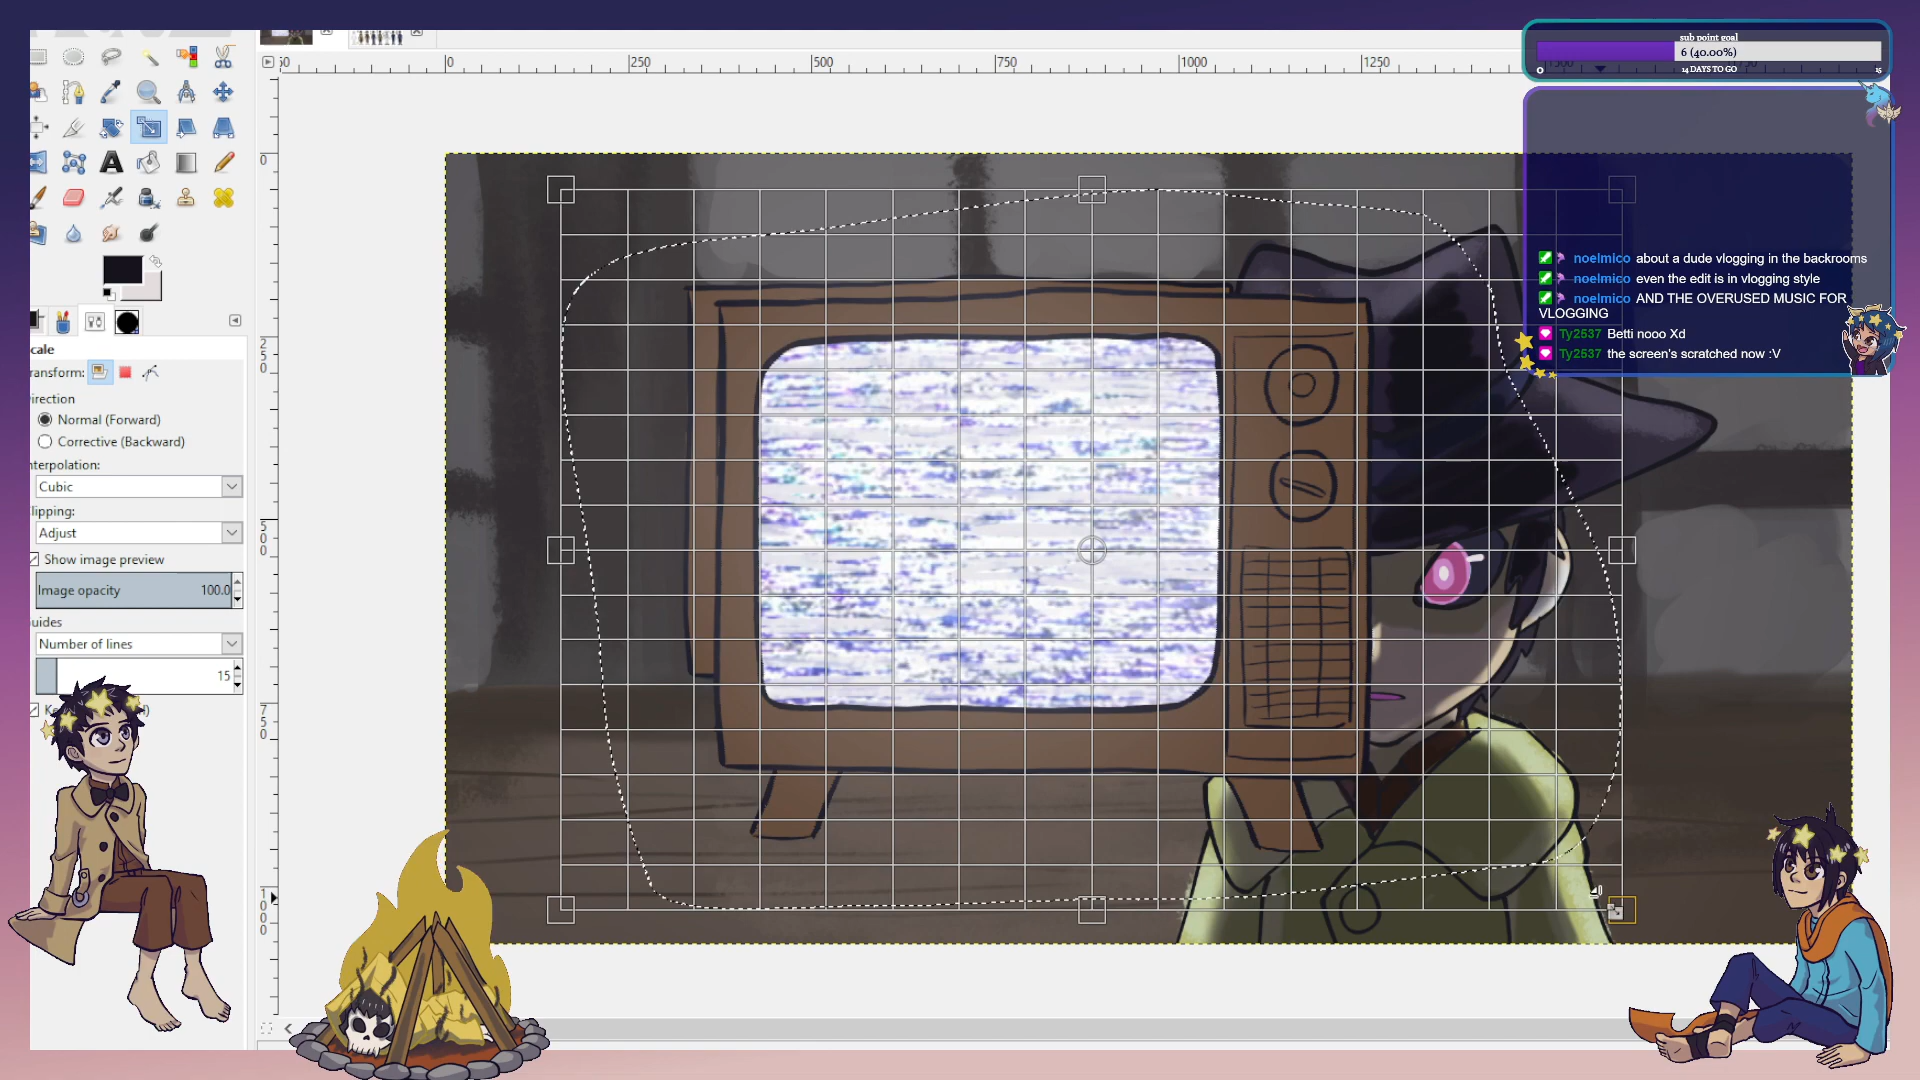 sub point goal
6 (40.00%)
0 14 DAYS TO GO 15
0 250 500 750 1000 1250
noelmico about a dude vlogging in the backrooms
noelmico even the edit is in vlogging style
noelmico AND THE OVERUSED MUSIC FOR
VLOGGING
Ty2537 Betti nooo Xd
Ty2537 the screen's scratched now :V
cale
ransform:
irection
Normal (Forward)
Corrective (Backward)
nterpolation:
Cubic
lipping:
Adjust
Show image preview
Image opacity 100.0
uides
Number of lines
15